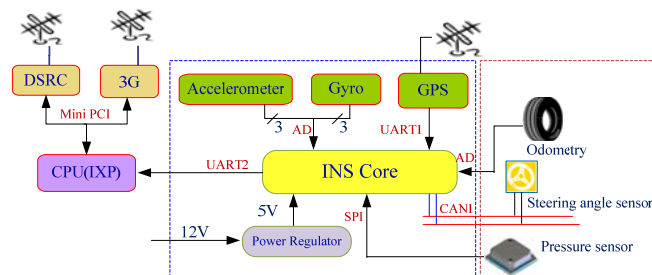 DSRC
3G
Mini PCI
CPU(IXP)
Accelerometer
Gyro
GPS
3
AD
3
UART1
UART2
INS Core
AD
Odometry
5V
SPI
CAN1
Steering angle sensor
12V
Power Regulator
Pressure sensor